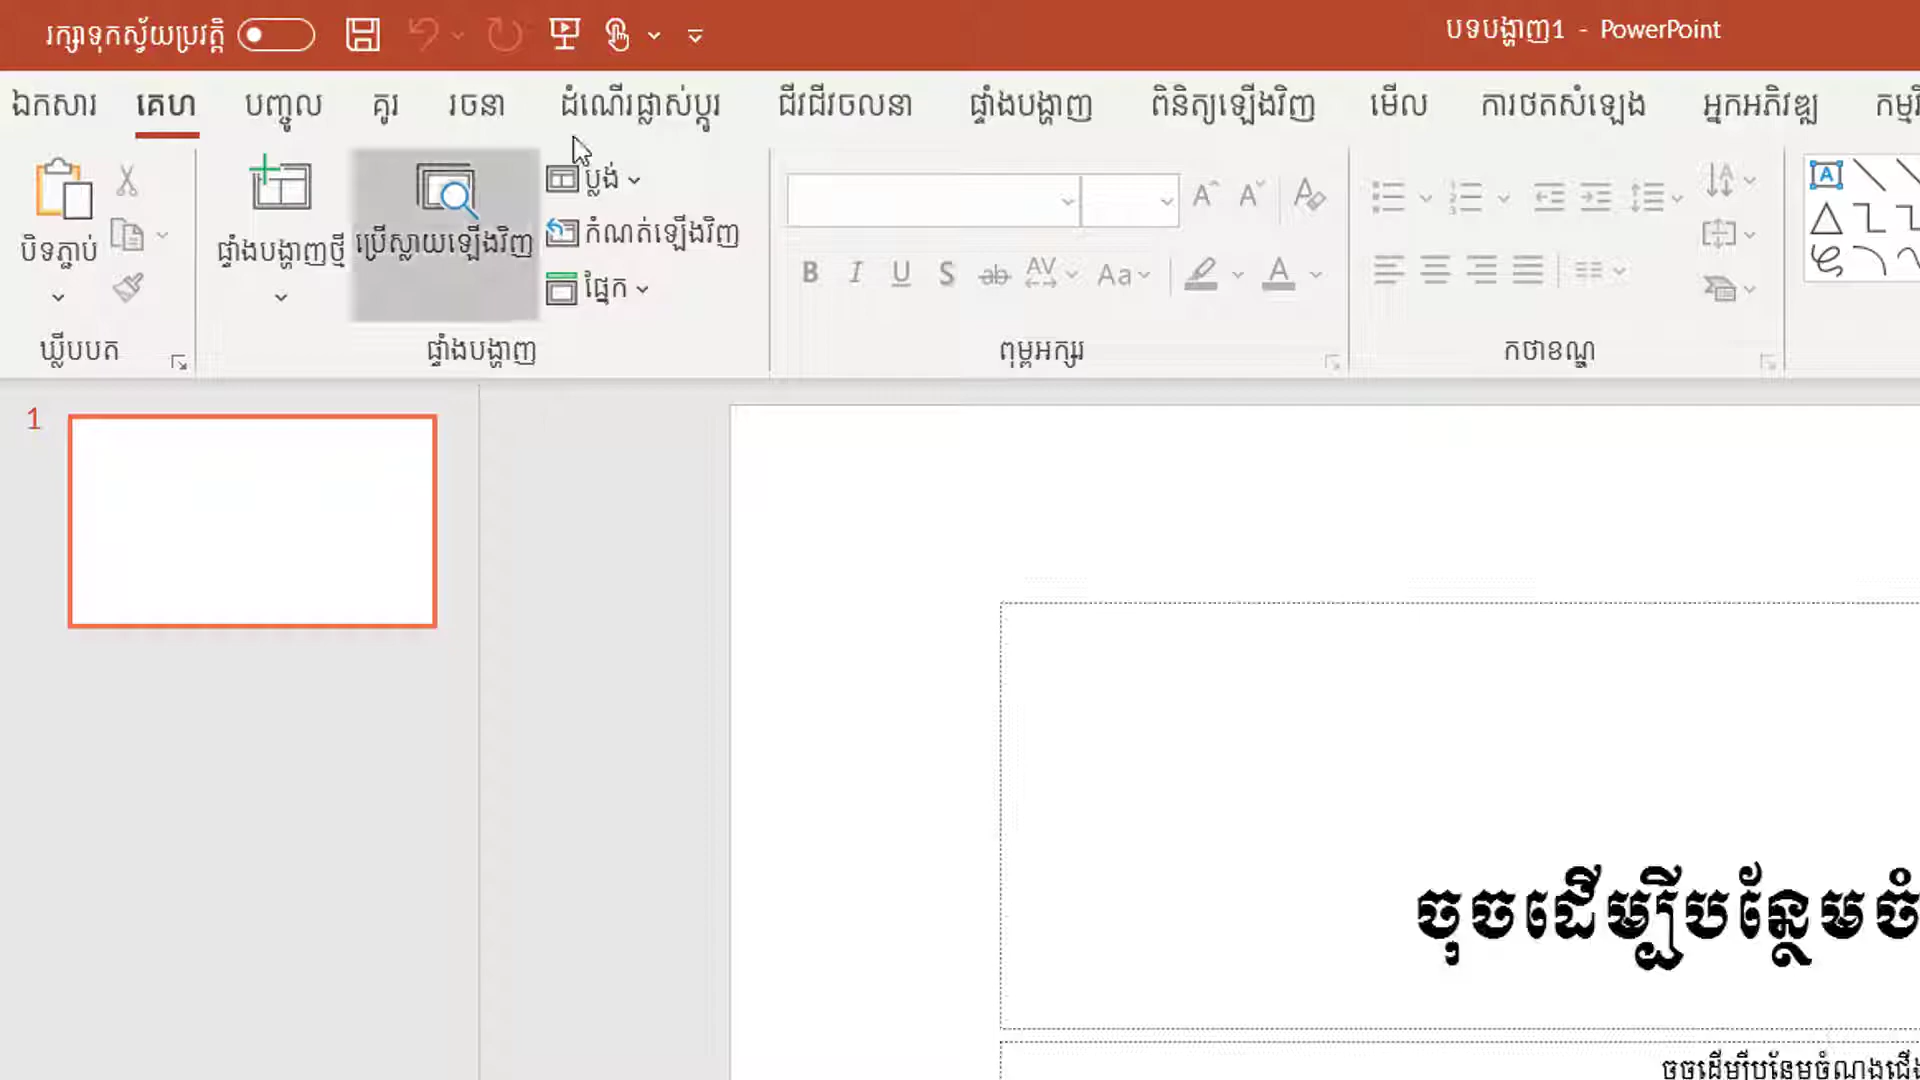 រក្សាទុកស្វ័យប្រវត្តិ
បទបង្ហាញ1 - PowerPoint
ឯកសារ គេហ បញ្ចូល គូរ រចនា ដំណើរផ្លាស់ប្តូរ ជីវជីវចលនា ផ្ទាំងបង្ហាញ ពិនិត្យឡើងវិញ មើល ការថតសំឡេង អ្នកអភិវឌ្ឍ
បិទភ្ជាប់
ផ្ទាំងបង្ហាញថ្មី
ប្រើស្លាយឡើងវិញ
ប្លង់
កំណត់ឡើងវិញ
ផ្នែក
B I U S ab AV Aa A
ឃ្លីបបត
ផ្ទាំងបង្ហាញ
ពុម្ពអក្សរ
កថាខណ្ឌ
1
ចុចដើម្បីបន្ថែមចំ